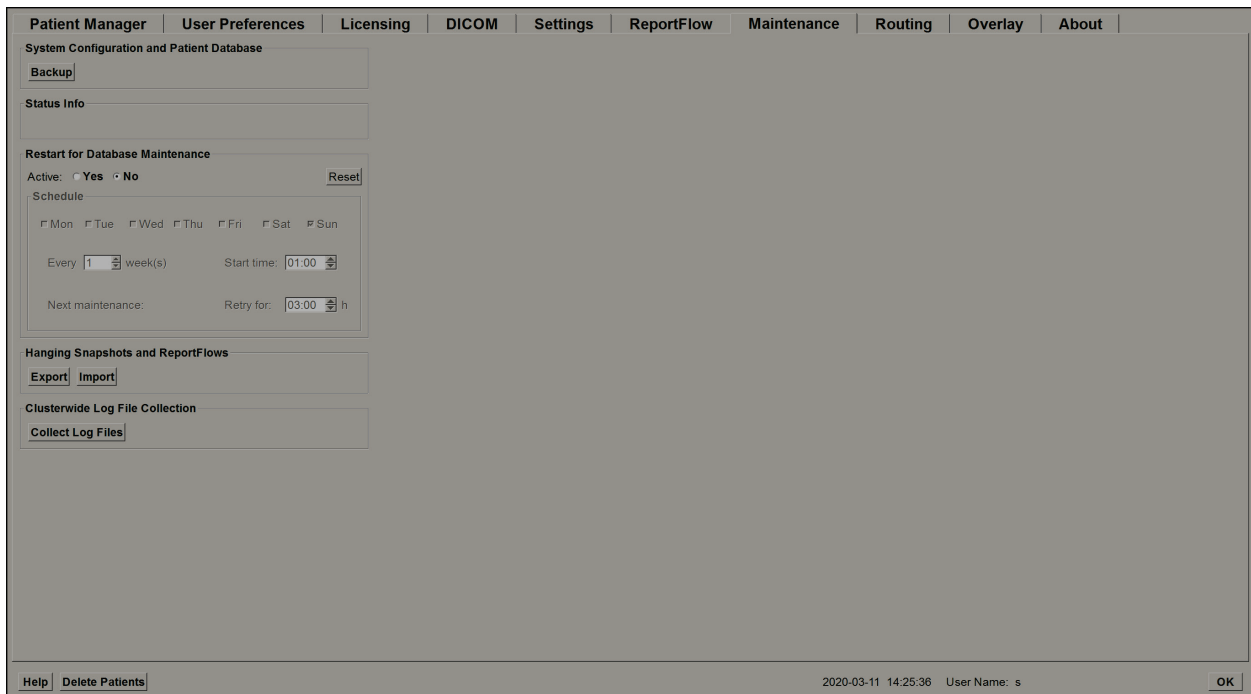 Patient Manager User Preferences Licensing DICOM Settings ReportFlow Maintenance Routing Overlay About
System Configuration and Patient Database
Backup
Status Info
Restart for Database Maintenance
Active: Yes No Reset
Schedule
Mon Tue Wed Thu Fri Sat Sun
Every 1 week(s) Start time: 01:00
Next maintenance: Retry for: 03:00 h
Hanging Snapshots and ReportFlows
Export Import
Clusterwide Log File Collection
Collect Log Files
Help Delete Patients 2020-03-11 14:25:36 User Name: s OK